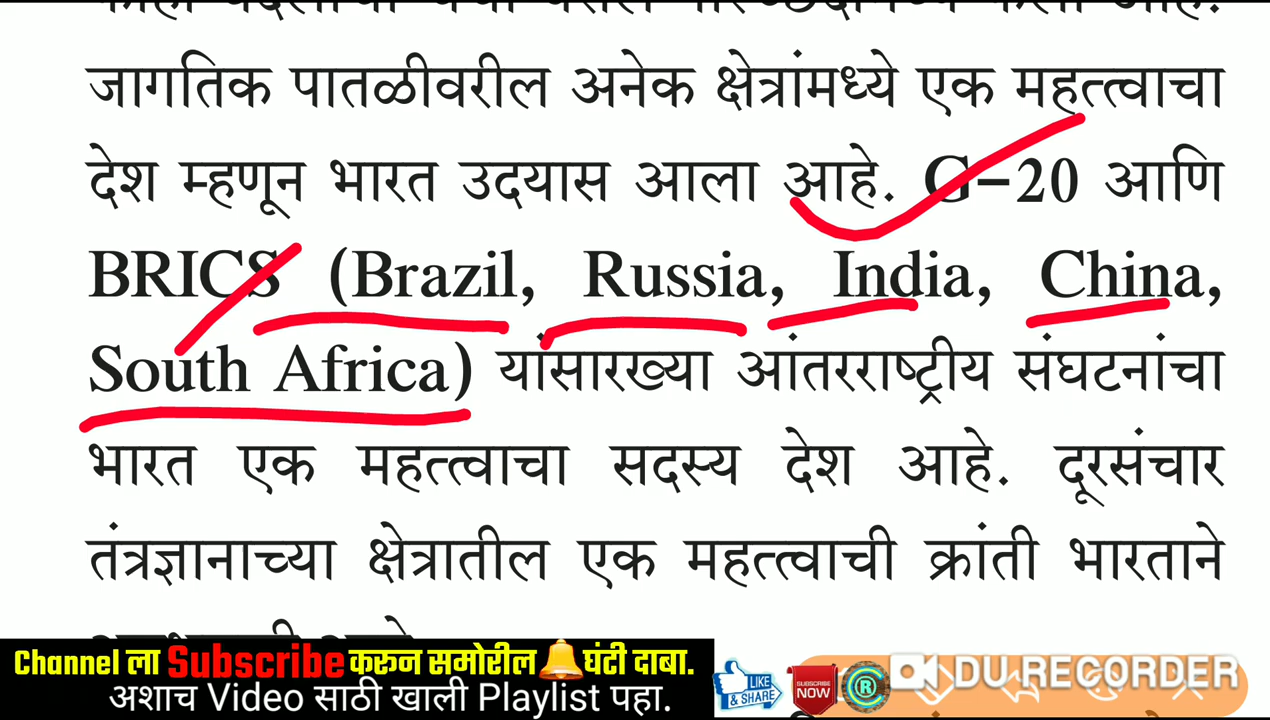 जागतिक पातळीवरील अनेक क्षेत्रांमध्ये एक महत्त्वाचा
देश म्हणून भारत उदयास आला आहे. G–20 आणि
BRICS (Brazil, Russia, India, China,
South Africa) यांसारख्या आंतरराष्ट्रीय संघटनांचा
भारत एक महत्त्वाचा सदस्य देश आहे. दूरसंचार
तंत्रज्ञानाच्या क्षेत्रातील एक महत्त्वाची क्रांती भारताने
Channel ला Subscribe करून समोरील घंटी दाबा.
अशाच Video साठी खाली Playlist पहा.
LIKE & SHARE
SUBSCRIBE NOW
R
DU RECORDER